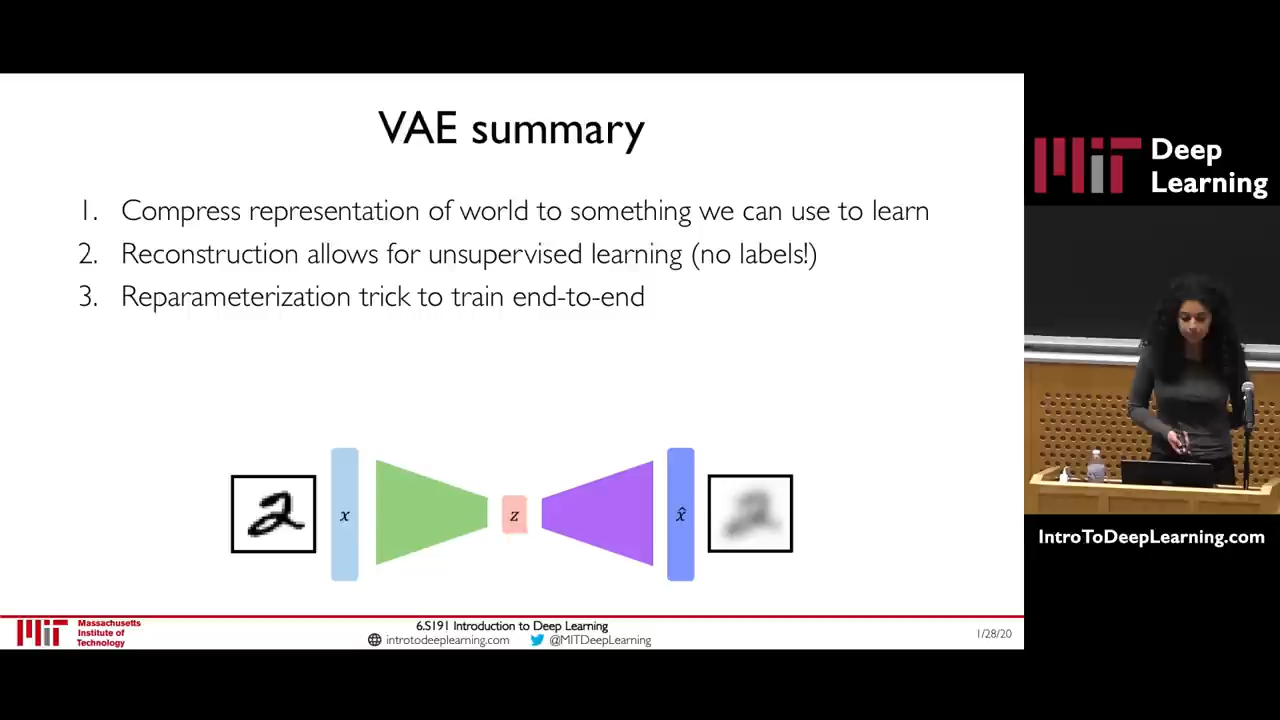 VAE summary
1. Compress representation of world to something we can use to learn
2. Reconstruction allows for unsupervised learning (no labels!)
3. Reparameterization trick to train end-to-end
x
z
x̂
Massachusetts
Institute of
Technology
6.S191 Introduction to Deep Learning
introtodeeplearning.com @MITDeepLearning
1/28/20
MIT Deep
Learning
IntroToDeepLearning.com